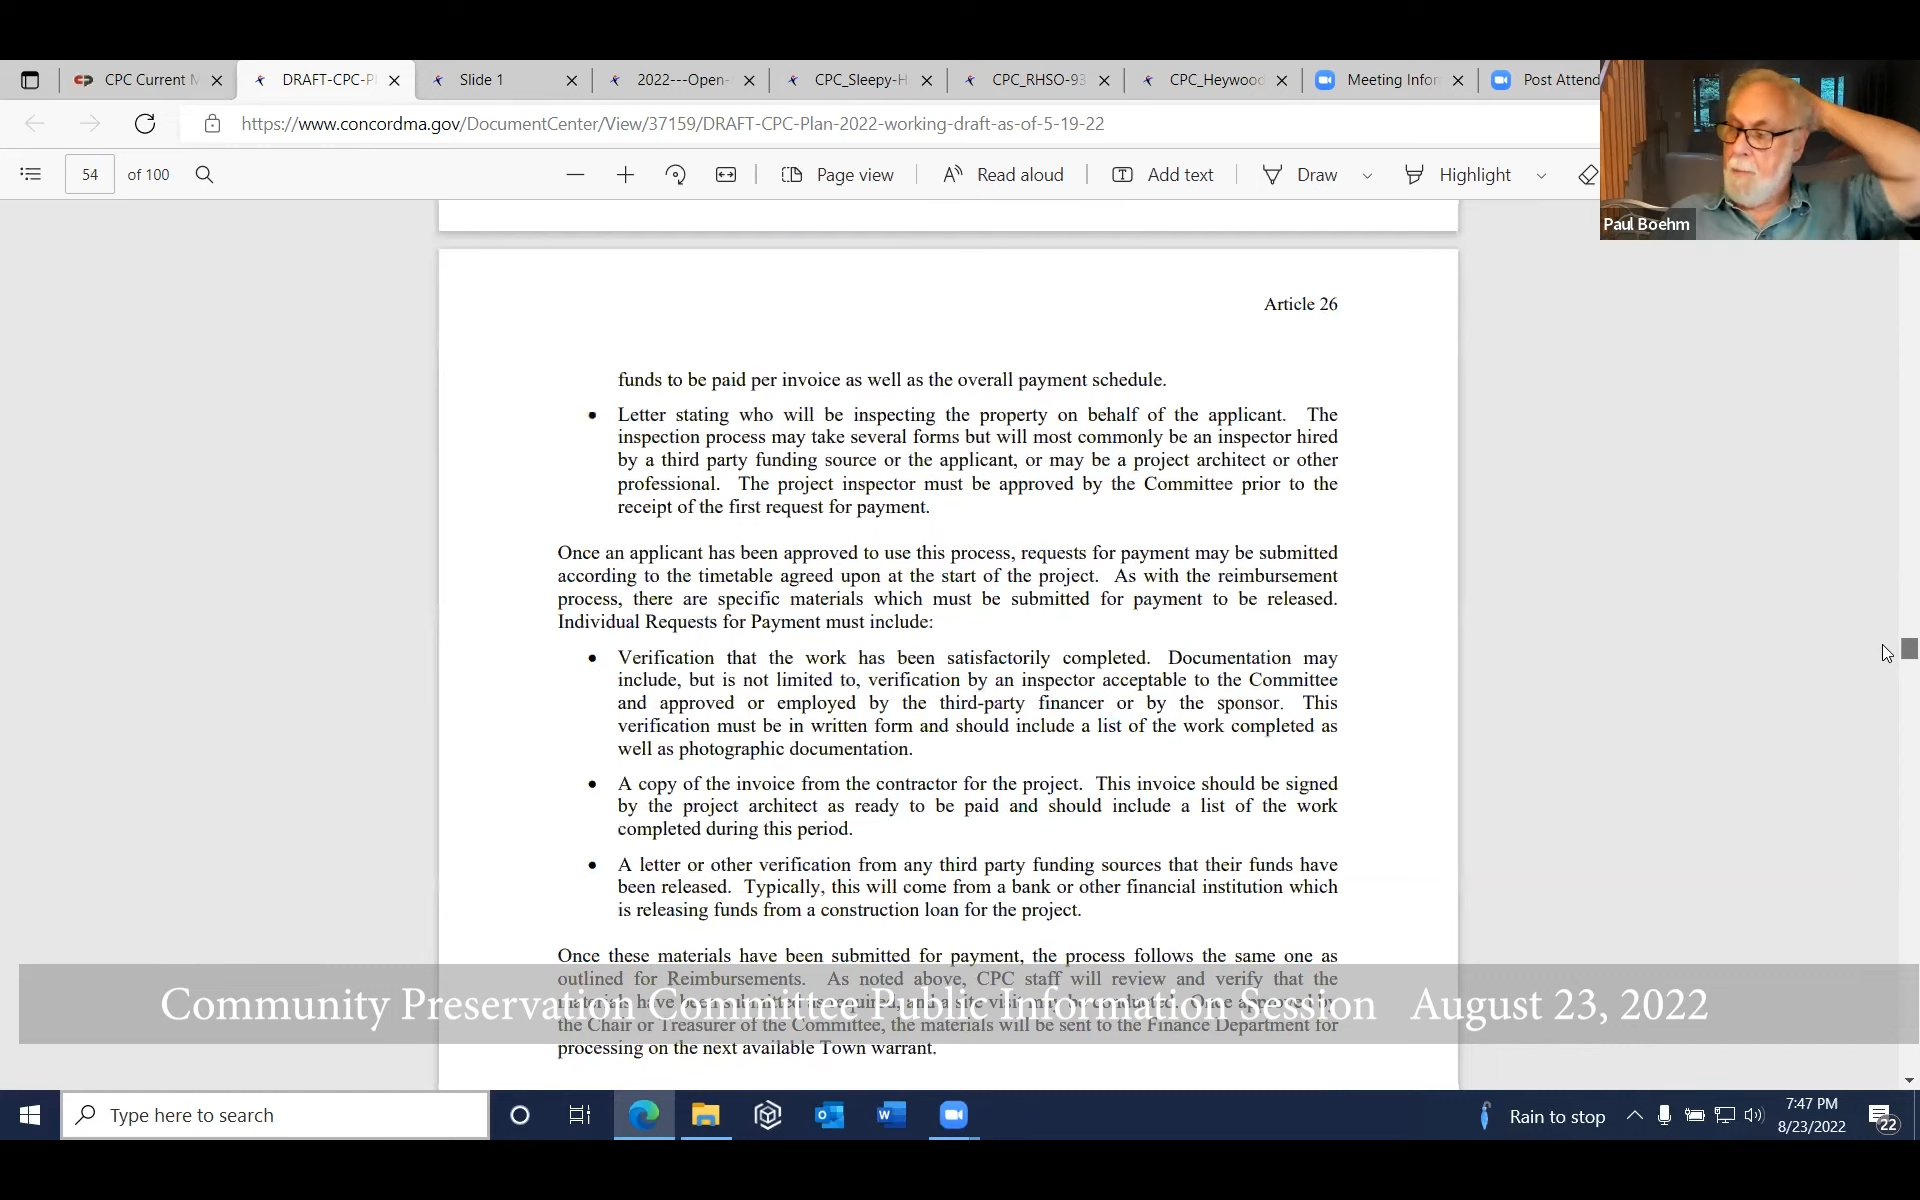 CPC Current M
DRAFT-CPC-P
Slide 1
2022---Open-
CPC_Sleepy-H
CPC_RHSO-93
CPC_Heywood
Meeting Infor
Post Attend
https://www.concordma.gov/DocumentCenter/View/37159/DRAFT-CPC-Plan-2022-working-draft-as-of-5-19-22
54 of 100
Page view
Read aloud
Add text
Draw
Highlight
Paul Boehm
Article 26
funds to be paid per invoice as well as the overall payment schedule.
• Letter stating who will be inspecting the property on behalf of the applicant. The
inspection process may take several forms but will most commonly be an inspector hired
by a third party funding source or the applicant, or may be a project architect or other
professional. The project inspector must be approved by the Committee prior to the
receipt of the first request for payment.
Once an applicant has been approved to use this process, requests for payment may be submitted
according to the timetable agreed upon at the start of the project. As with the reimbursement
process, there are specific materials which must be submitted for payment to be released.
Individual Requests for Payment must include:
• Verification that the work has been satisfactorily completed. Documentation may
include, but is not limited to, verification by an inspector acceptable to the Committee
and approved or employed by the third-party financer or by the sponsor. This
verification must be in written form and should include a list of the work completed as
well as photographic documentation.
• A copy of the invoice from the contractor for the project. This invoice should be signed
by the project architect as ready to be paid and should include a list of the work
completed during this period.
• A letter or other verification from any third party funding sources that their funds have
been released. Typically, this will come from a bank or other financial institution which
is releasing funds from a construction loan for the project.
Once these materials have been submitted for payment, the process follows the same one as
outlined for Reimbursements. As noted above, CPC staff will review and verify that the
materials have been submitted as required, and a site visit may be conducted. Once approved by
Community Preservation Committee Public Information Session August 23, 2022
the Chair or Treasurer of the Committee, the materials will be sent to the Finance Department for
processing on the next available Town warrant.
Type here to search
Rain to stop
7:47 PM
8/23/2022
22